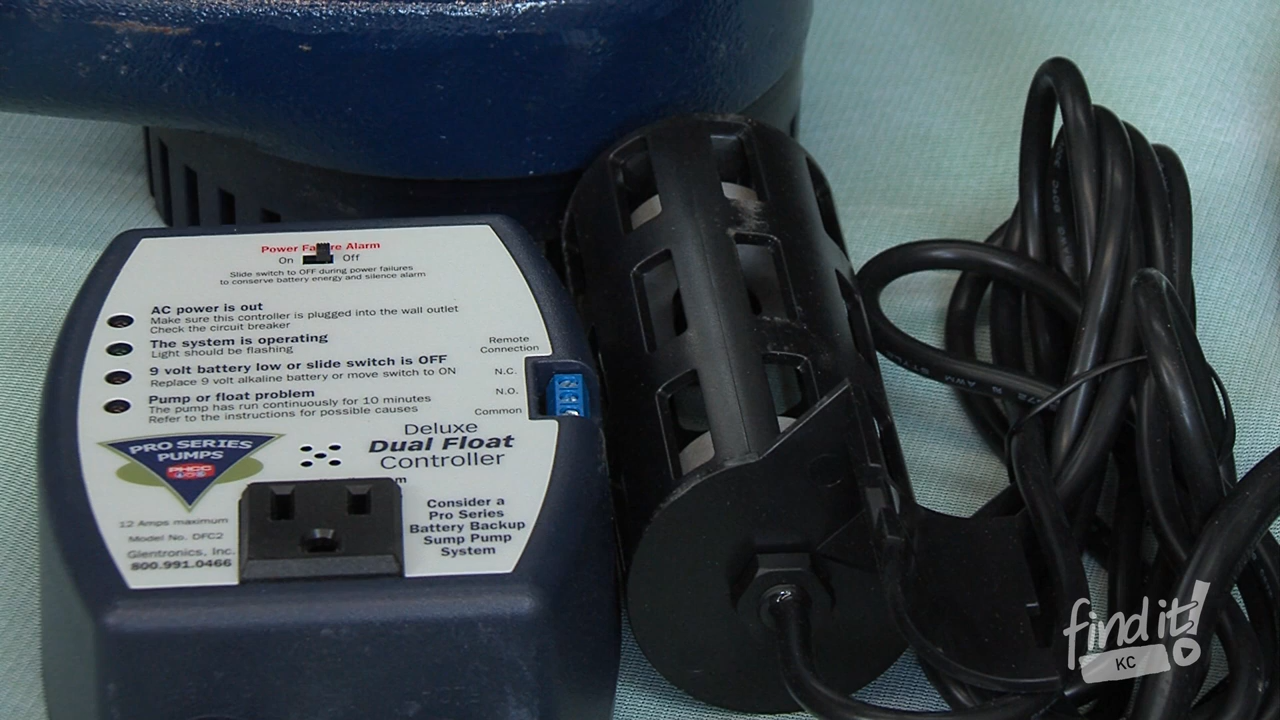 Power Fa re Alarm
On Off
Slide switch to OFF during power failures
to conserve battery energy and silence alarm
AC power is out
Make sure this controller is plugged into the wall outlet
Check the circuit breaker
The system is operating
Light should be flashing
9 volt battery low or slide switch is OFF
Replace 9 volt alkaline battery or move switch to ON
Pump or float problem
The pump has run continuously for 10 minutes
Refer to the instructions for possible causes
Remote
Connection
N.C.
N.O.
Common
PRO SERIES
PUMPS
PHCC
Deluxe
Dual Float
Controller
m
12 Amps maximum
Model No. DFC2
Glentronics, Inc.
800.991.0466
Consider a
Pro Series
Battery Backup
Sump Pump
System
find it!
KC